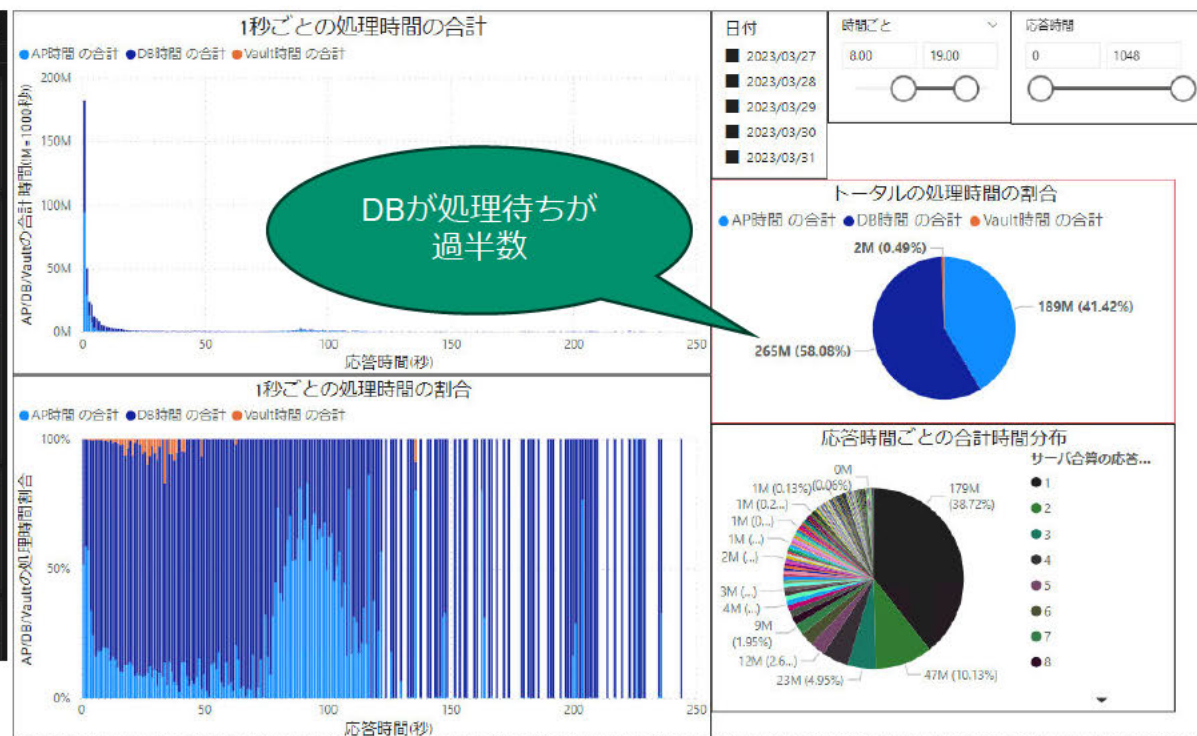 1秒ごとの処理時間の合計
AP時間 の合計 DB時間 の合計 Vault時間 の合計
AP/DB/Vaultの合計 時間(M=1000秒)
200M
150M
100M
50M
0M
0 50 100 150 200 250
応答時間(秒)
DBが処理待ちが
過半数
1秒ごとの処理時間の割合
AP時間 の合計 DB時間 の合計 Vault時間 の合計
AP/DB/Vaultの処理時間割合
100%
50%
0%
0 50 100 150 200 250
応答時間(秒)
日付
2023/03/27
2023/03/28
2023/03/29
2023/03/30
2023/03/31
時間ごと
8.00 19.00
応答時間
0 1048
トータルの処理時間の割合
AP時間 の合計 DB時間 の合計 Vault時間 の合計
2M (0.49%)
189M (41.42%)
265M (58.08%)
応答時間ごとの合計時間分布
サーバ合算の応答...
1
2
3
4
5
6
7
8
0M
(0.06%)
1M (0.13%)
1M (0.2...)
1M (0...)
1M (...)
2M (...)
3M (...)
4M (...)
9M
(1.95%)
12M (2.6...)
23M (4.95%)
47M (10.13%)
179M
(38.72%)